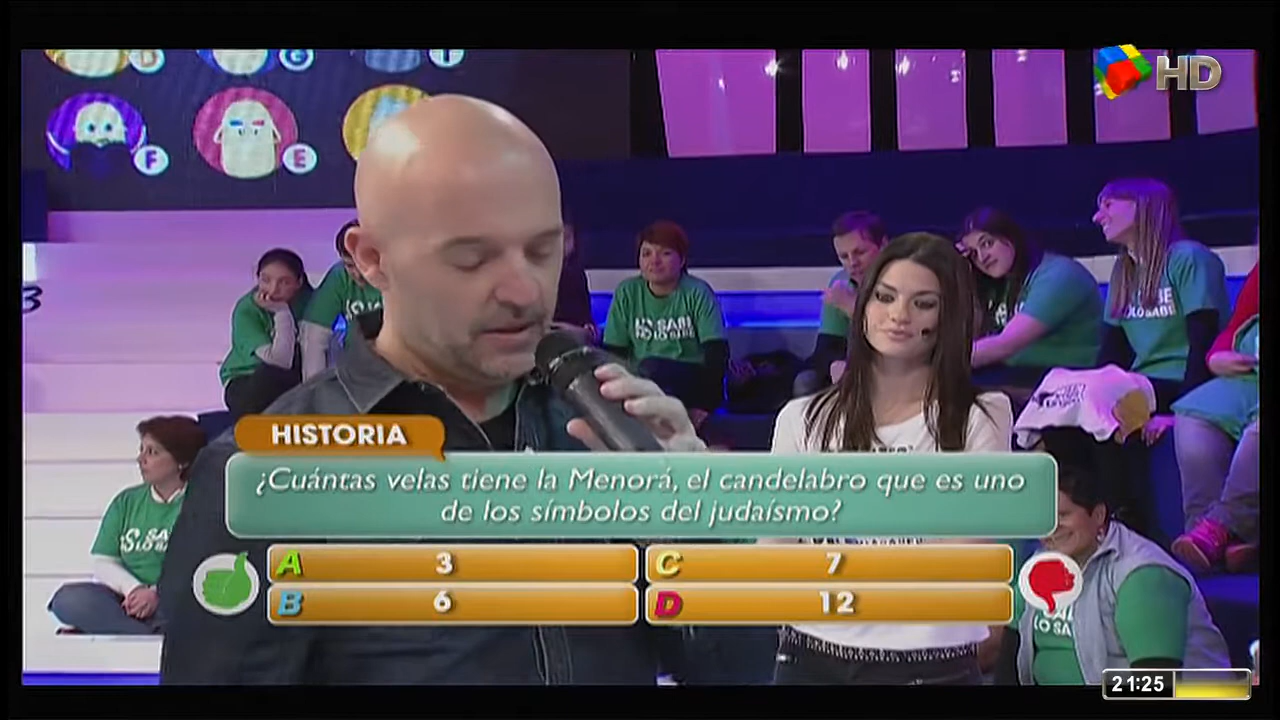 D
G
I
HD
F
E
3
HISTORIA
¿Cuántas velas tiene la Menorá, el candelabro que es uno
de los símbolos del judaísmo?
A 3
C 7
B 6
D 12
21:25